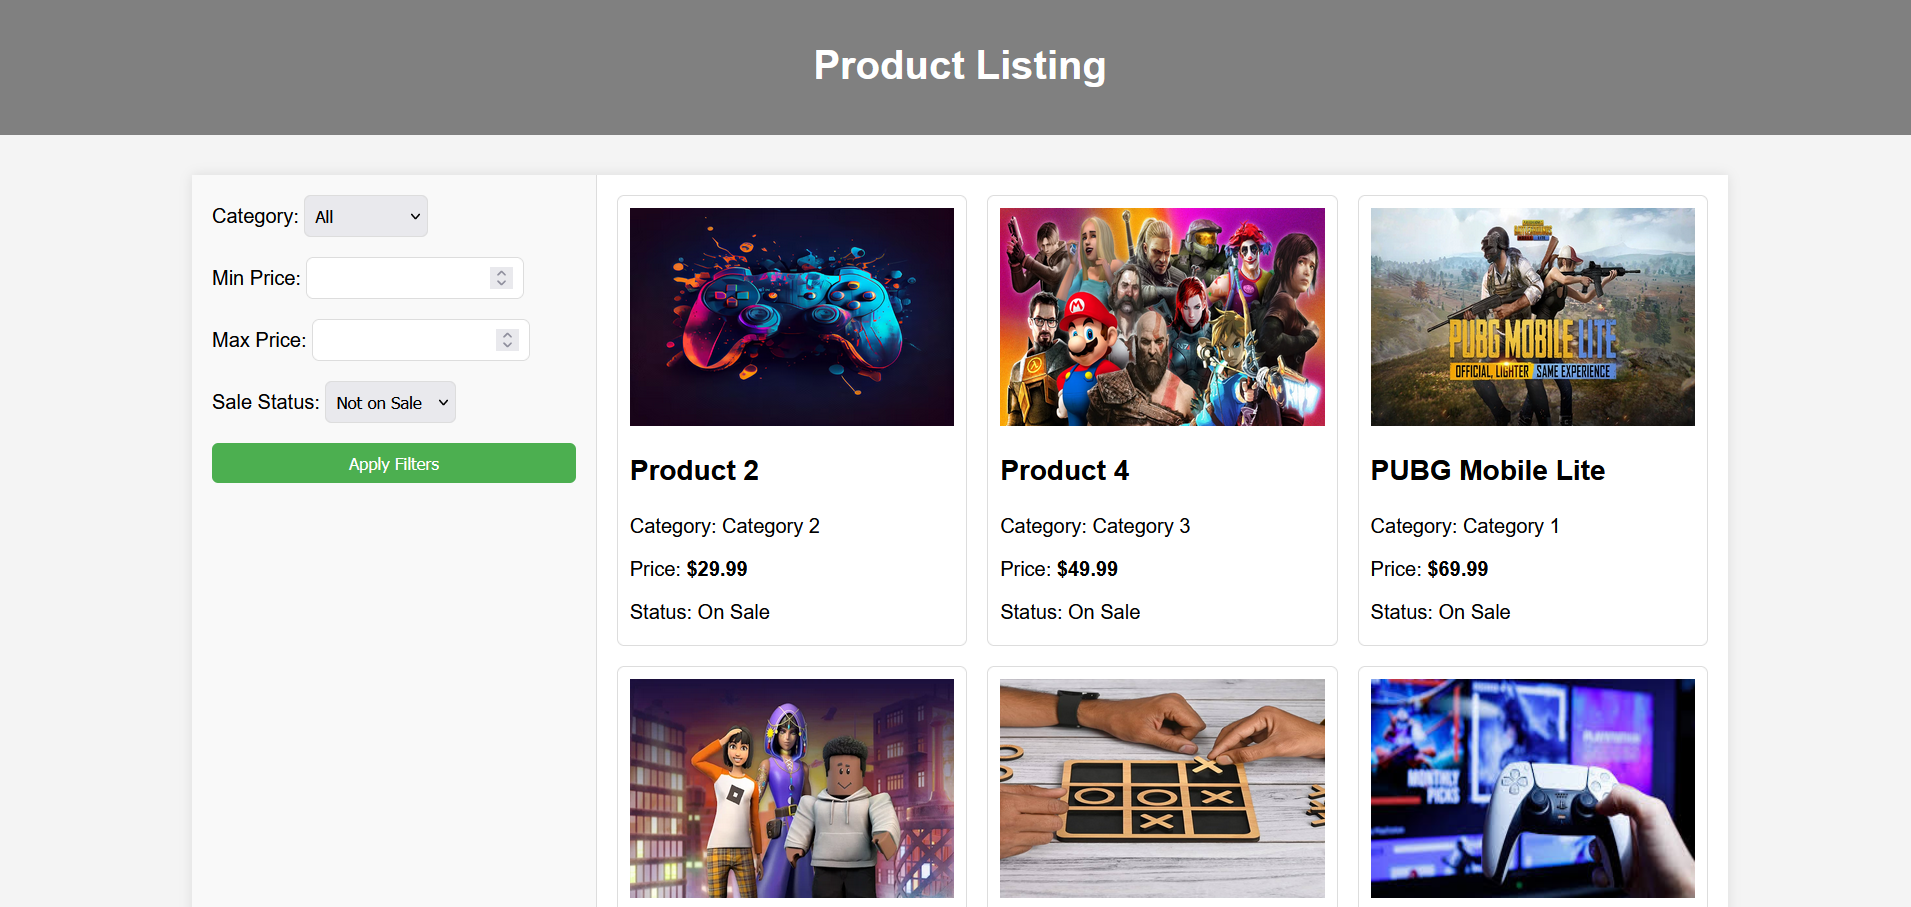 Product Listing
Category: All
Min Price:
Max Price:
Sale Status: Not on Sale
Apply Filters
PUBG MOBILE LITE
OFFICIAL, LIGHTER SAME EXPERIENCE
Product 2
Category: Category 2
Price: $29.99
Status: On Sale
Product 4
Category: Category 3
Price: $49.99
Status: On Sale
PUBG Mobile Lite
Category: Category 1
Price: $69.99
Status: On Sale
MONTHLY
PICKS